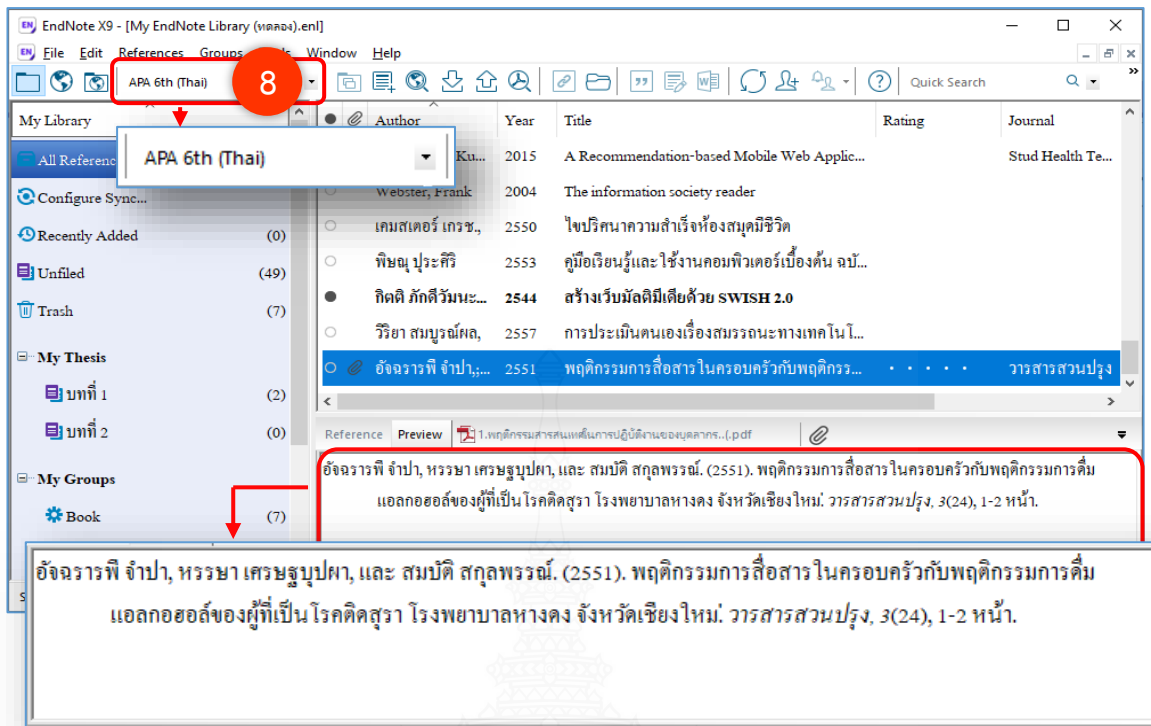 EndNote X9 - [My EndNote Library (ทดลอง).enl]
File Edit References Groups Window Help
APA 6th (Thai) 8 Quick Search
My Library Author Year Title Rating Journal
APA 6th (Thai)
All Referenc Ku... 2015 A Recommendation-based Mobile Web Applic... Stud Health Te...
Configure Sync... Webster, Frank 2004 The information society reader
Recently Added (0) เคมสเตอร์ เกรช., 2550 ไขปริศนาความสำเร็จห้องสมุดมีชีวิต
Unfiled (49) พิษณุ ประศิริ 2553 คู่มือเรียนรู้และใช้งานคอมพิวเตอร์เบื้องต้น ฉบั...
Trash (7) กิตติ ภักดีวัฒนะ... 2544 สร้างเว็บมัลติมีเดียด้วย SWISH 2.0
วิริยา สมบูรณ์ผล, 2557 การประเมินตนเองเรื่องสมรรถนะทางเทคโนโ...
My Thesis อัจฉราพี จำปา,;... 2551 พฤติกรรมการสื่อสารในครอบครัวกับพฤติกรร... วารสารสวนปรุง
บทที่ 1 (2)
บทที่ 2 (0) Reference Preview 1.พฤติกรรมสารสนเทศในการปฏิบัติงานของบุคลากร..(.pdf
My Groups
Book (7)
อัจฉราพี จำปา, หรรษา เศรษฐบุปผา, และ สมบัติ สกุลพรรณ์. (2551). พฤติกรรมการสื่อสารในครอบครัวกับพฤติกรรมการดื่ม
แอลกอฮอล์ของผู้ที่เป็นโรคติดสุรา โรงพยาบาลหางดง จังหวัดเชียงใหม่. วารสารสวนปรุง, 3(24), 1-2 หน้า.
อัจฉราพี จำปา, หรรษา เศรษฐบุปผา, และ สมบัติ สกุลพรรณ์. (2551). พฤติกรรมการสื่อสารในครอบครัวกับพฤติกรรมการดื่ม
แอลกอฮอล์ของผู้ที่เป็นโรคติดสุรา โรงพยาบาลหางดง จังหวัดเชียงใหม่. วารสารสวนปรุง, 3(24), 1-2 หน้า.